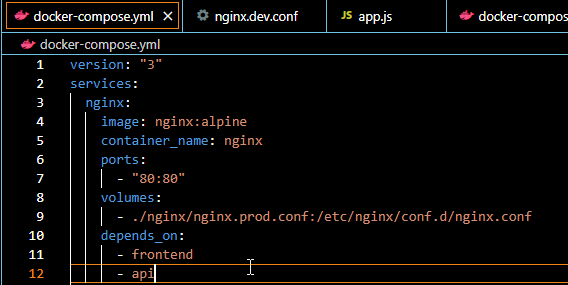 docker-compose.yml nginx.dev.conf JS app.js docker-compos
docker-compose.yml
1 version: "3"
2 services:
3 nginx:
4 image: nginx:alpine
5 container_name: nginx
6 ports:
7 - "80:80"
8 volumes:
9 - ./nginx/nginx.prod.conf:/etc/nginx/conf.d/nginx.conf
10 depends_on:
11 - frontend
12 - api